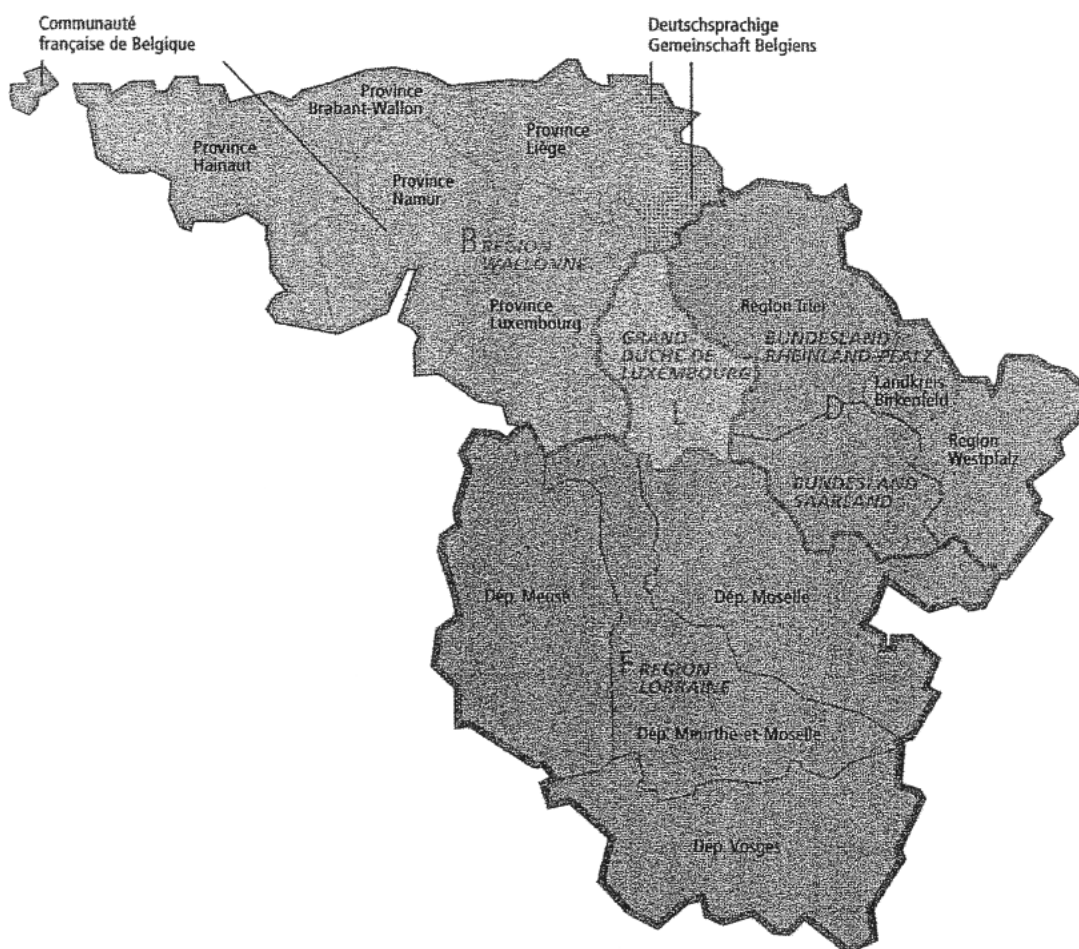 Communauté
française de Belgique
Deutschsprachige
Gemeinschaft Belgiens
Province
Brabant-Wallon
Province
Liège
Province
Hainaut
Province
Namur
B RÉGION
WALLONNE
Province
Luxembourg
Region Trier
GRAND-
DUCHÉ DE
LUXEMBOURG
L
BUNDESLAND
RHEINLAND-PFALZ
Landkreis
Birkenfeld
D
Region
Westpfalz
BUNDESLAND
SAARLAND
Dép. Meuse
Dép. Moselle
F REGION
LORRAINE
Dép. Meurthe-et-Moselle
Dép. Vosges